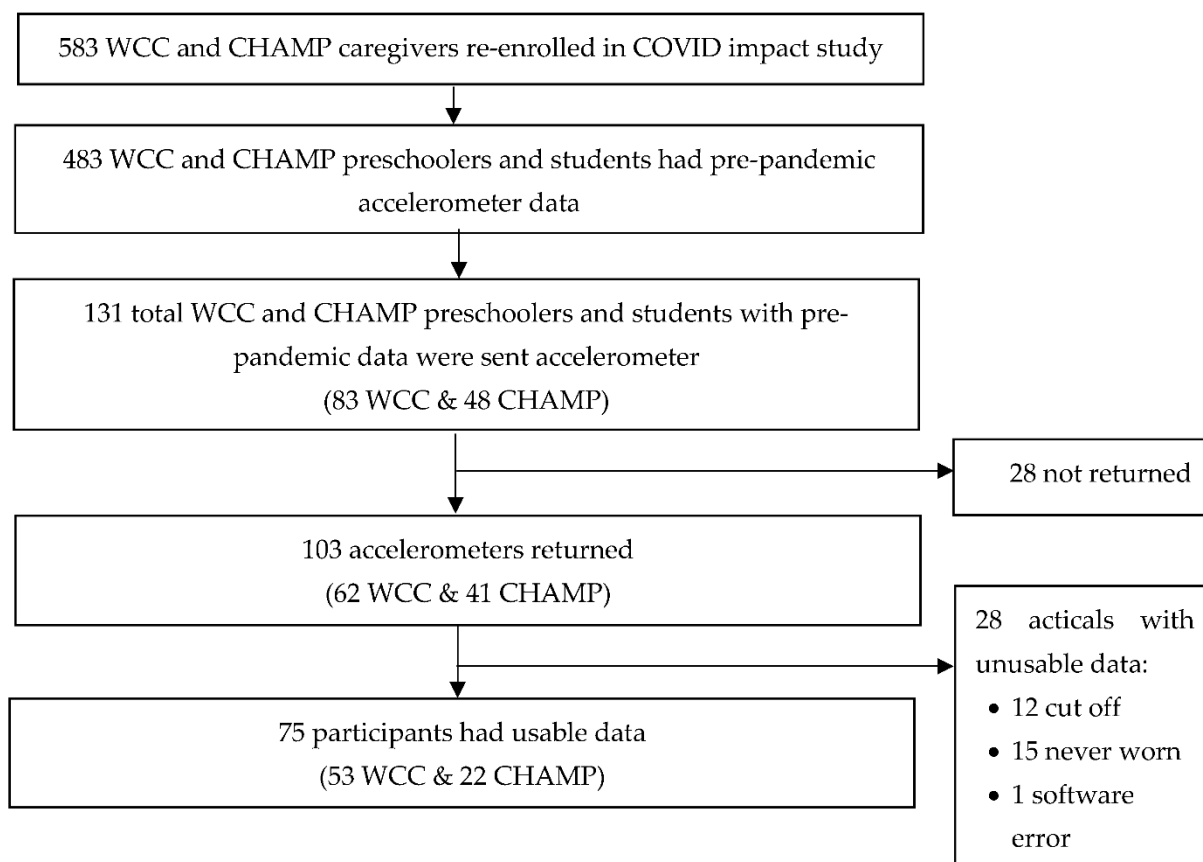 583 WCC and CHAMP caregivers re-enrolled in COVID impact study
483 WCC and CHAMP preschoolers and students had pre-pandemic
accelerometer data
131 total WCC and CHAMP preschoolers and students with pre-
pandemic data were sent accelerometer
(83 WCC & 48 CHAMP)
28 not returned
103 accelerometers returned
(62 WCC & 41 CHAMP)
28 acticals with
unusable data:
• 12 cut off
• 15 never worn
• 1 software
error
75 participants had usable data
(53 WCC & 22 CHAMP)